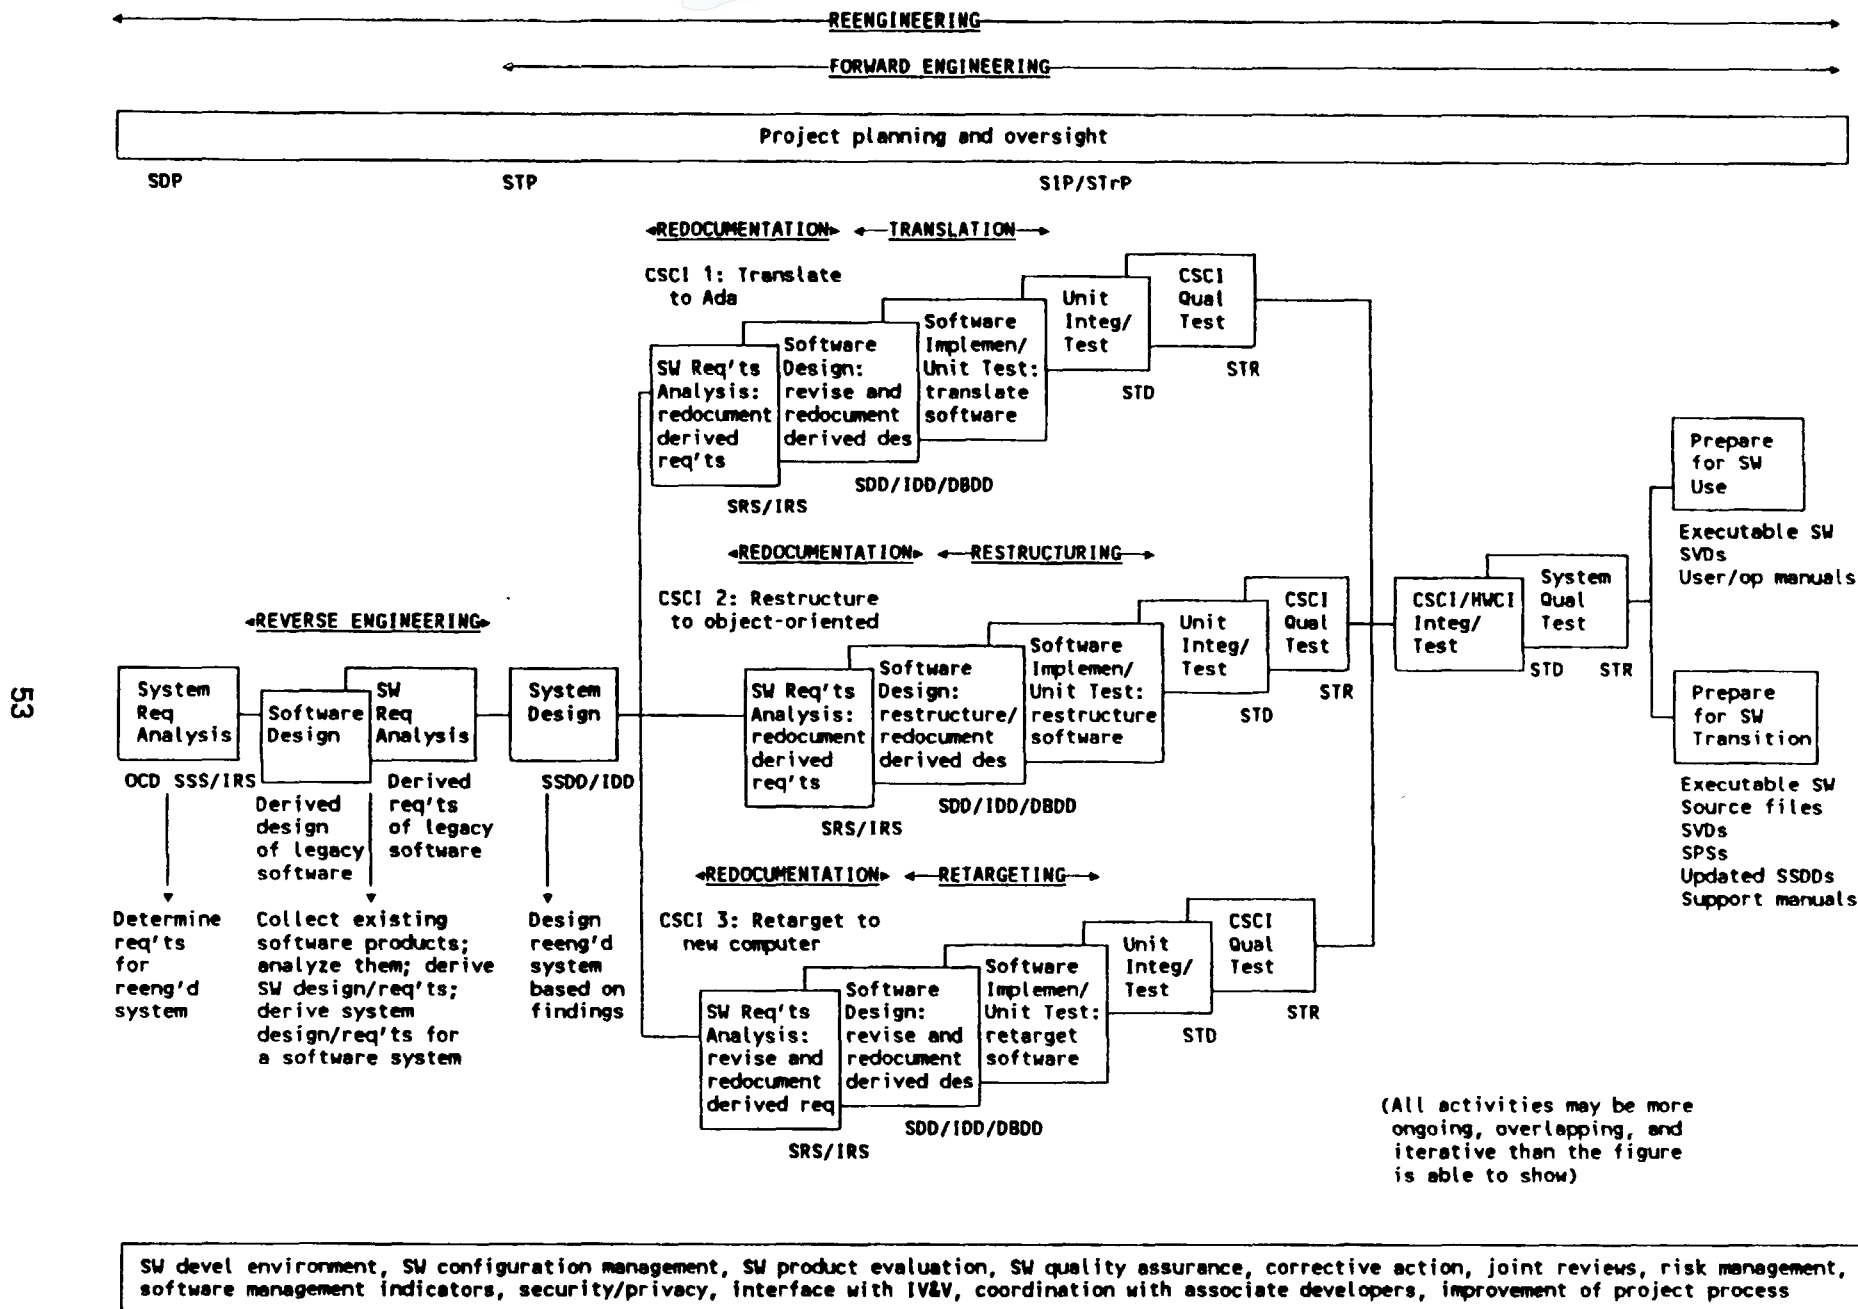 REENGINEERING
FORWARD ENGINEERING
Project planning and oversight
SDP
STP
SIP/STrP
REDOCUMENTATION
TRANSLATION
CSCI 1: Translate
to Ada
SW Req'ts
Analysis:
redocument
derived
req'ts
SRS/IRS
Software
Design:
revise and
redocument
derived des
SDD/IDD/DBDD
Software
Implemen/
Unit Test:
translate
software
Unit
Integ/
Test
STD
CSCI
Qual
Test
STR
REVERSE ENGINEERING
System
Req
Analysis
OCD SSS/IRS
Determine
req'ts
for
reeng'd
system
Software
Design
Derived
design
of legacy
software
SW
Req
Analysis
Derived
req'ts
of legacy
software
Collect existing
software products;
analyze them; derive
SW design/req'ts;
derive system
design/req'ts for
a software system
System
Design
SSDD/IDD
Design
reeng'd
system
based on
findings
REDOCUMENTATION
RESTRUCTURING
CSCI 2: Restructure
to object-oriented
SW Req'ts
Analysis:
redocument
derived
req'ts
SRS/IRS
Software
Design:
restructure/
redocument
derived des
SDD/IDD/DBDD
Software
Implemen/
Unit Test:
restructure
software
Unit
Integ/
Test
STD
CSCI
Qual
Test
STR
REDOCUMENTATION
RETARGETING
CSCI 3: Retarget to
new computer
SW Req'ts
Analysis:
revise and
redocument
derived req
SRS/IRS
Software
Design:
revise and
redocument
derived des
SDD/IDD/DBDD
Software
Implemen/
Unit Test:
retarget
software
Unit
Integ/
Test
STD
CSCI
Qual
Test
STR
CSCI/HWCI
Integ/
Test
STD
System
Qual
Test
STR
Prepare
for SW
Use
Executable SW
SVDs
User/op manuals
Prepare
for SW
Transition
Executable SW
Source files
SVDs
SPSs
Updated SSDDs
Support manuals
(All activities may be more
ongoing, overlapping, and
iterative than the figure
is able to show)
SW devel environment, SW configuration management, SW product evaluation, SW quality assurance, corrective action, joint reviews, risk management,
software management indicators, security/privacy, interface with IV&V, coordination with associate developers, improvement of project process
53